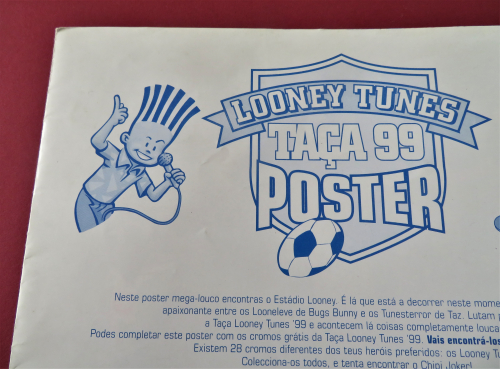 LOONEY TUNES
TAÇA 99
POSTER
Neste poster mega-louco encontras o Estádio Looney. É lá que está a decorrer neste mome
apaixonante entre os Looneleve de Bugs Bunny e os Tunesterror de Taz. Lutam
a Taça Looney Tunes '99 e acontecem lá coisas completamente louca
Podes completar este poster com os cromos grátis da Taça Looney Tunes '99. Vais encontrá-los
Existem 28 cromos diferentes dos teus heróis preferidos: os Looney Tu
Colecciona-os todos, e tenta encontrar o Chipi Joker!